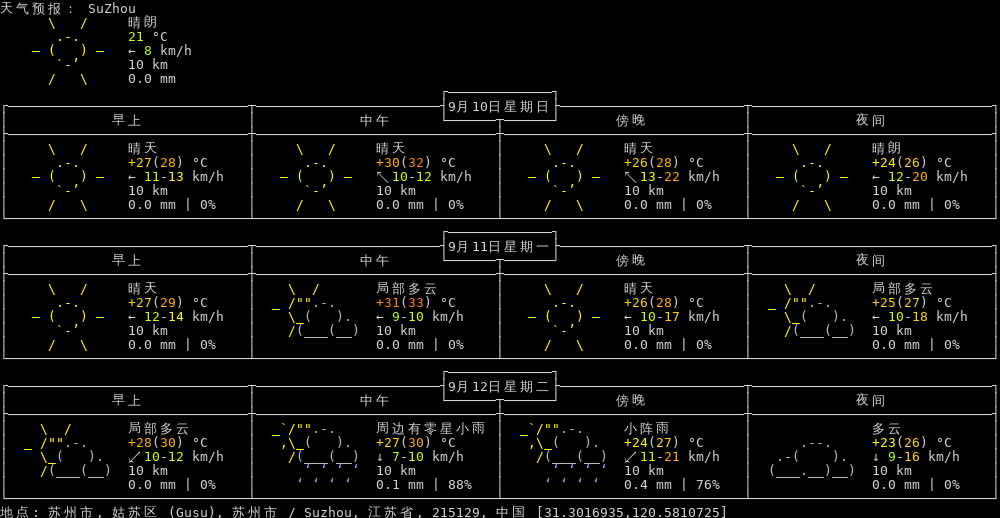 天气预报: SuZhou
晴朗
21 °C
← 8 km/h
10 km
0.0 mm
9月10日星期日
早上 中午 傍晚 夜间
晴天 晴天 晴天 晴朗
+27(28) °C +30(32) °C +26(28) °C +24(26) °C
← 11-13 km/h ↖ 10-12 km/h ↖ 13-22 km/h ← 12-20 km/h
10 km 10 km 10 km 10 km
0.0 mm | 0% 0.0 mm | 0% 0.0 mm | 0% 0.0 mm | 0%
9月11日星期一
早上 中午 傍晚 夜间
晴天 局部多云 晴天 局部多云
+27(29) °C +31(33) °C +26(28) °C +25(27) °C
← 12-14 km/h ← 9-10 km/h ← 10-17 km/h ← 10-18 km/h
10 km 10 km 10 km 10 km
0.0 mm | 0% 0.0 mm | 0% 0.0 mm | 0% 0.0 mm | 0%
9月12日星期二
早上 中午 傍晚 夜间
局部多云 周边有零星小雨 小阵雨 多云
+28(30) °C +27(30) °C +24(27) °C +23(26) °C
↙ 10-12 km/h ↓ 7-10 km/h ↙ 11-21 km/h ↓ 9-16 km/h
10 km 10 km 10 km 10 km
0.0 mm | 0% 0.1 mm | 88% 0.4 mm | 76% 0.0 mm | 0%
地点: 苏州市, 姑苏区 (Gusu), 苏州市 / Suzhou, 江苏省, 215129, 中国 [31.3016935,120.5810725]